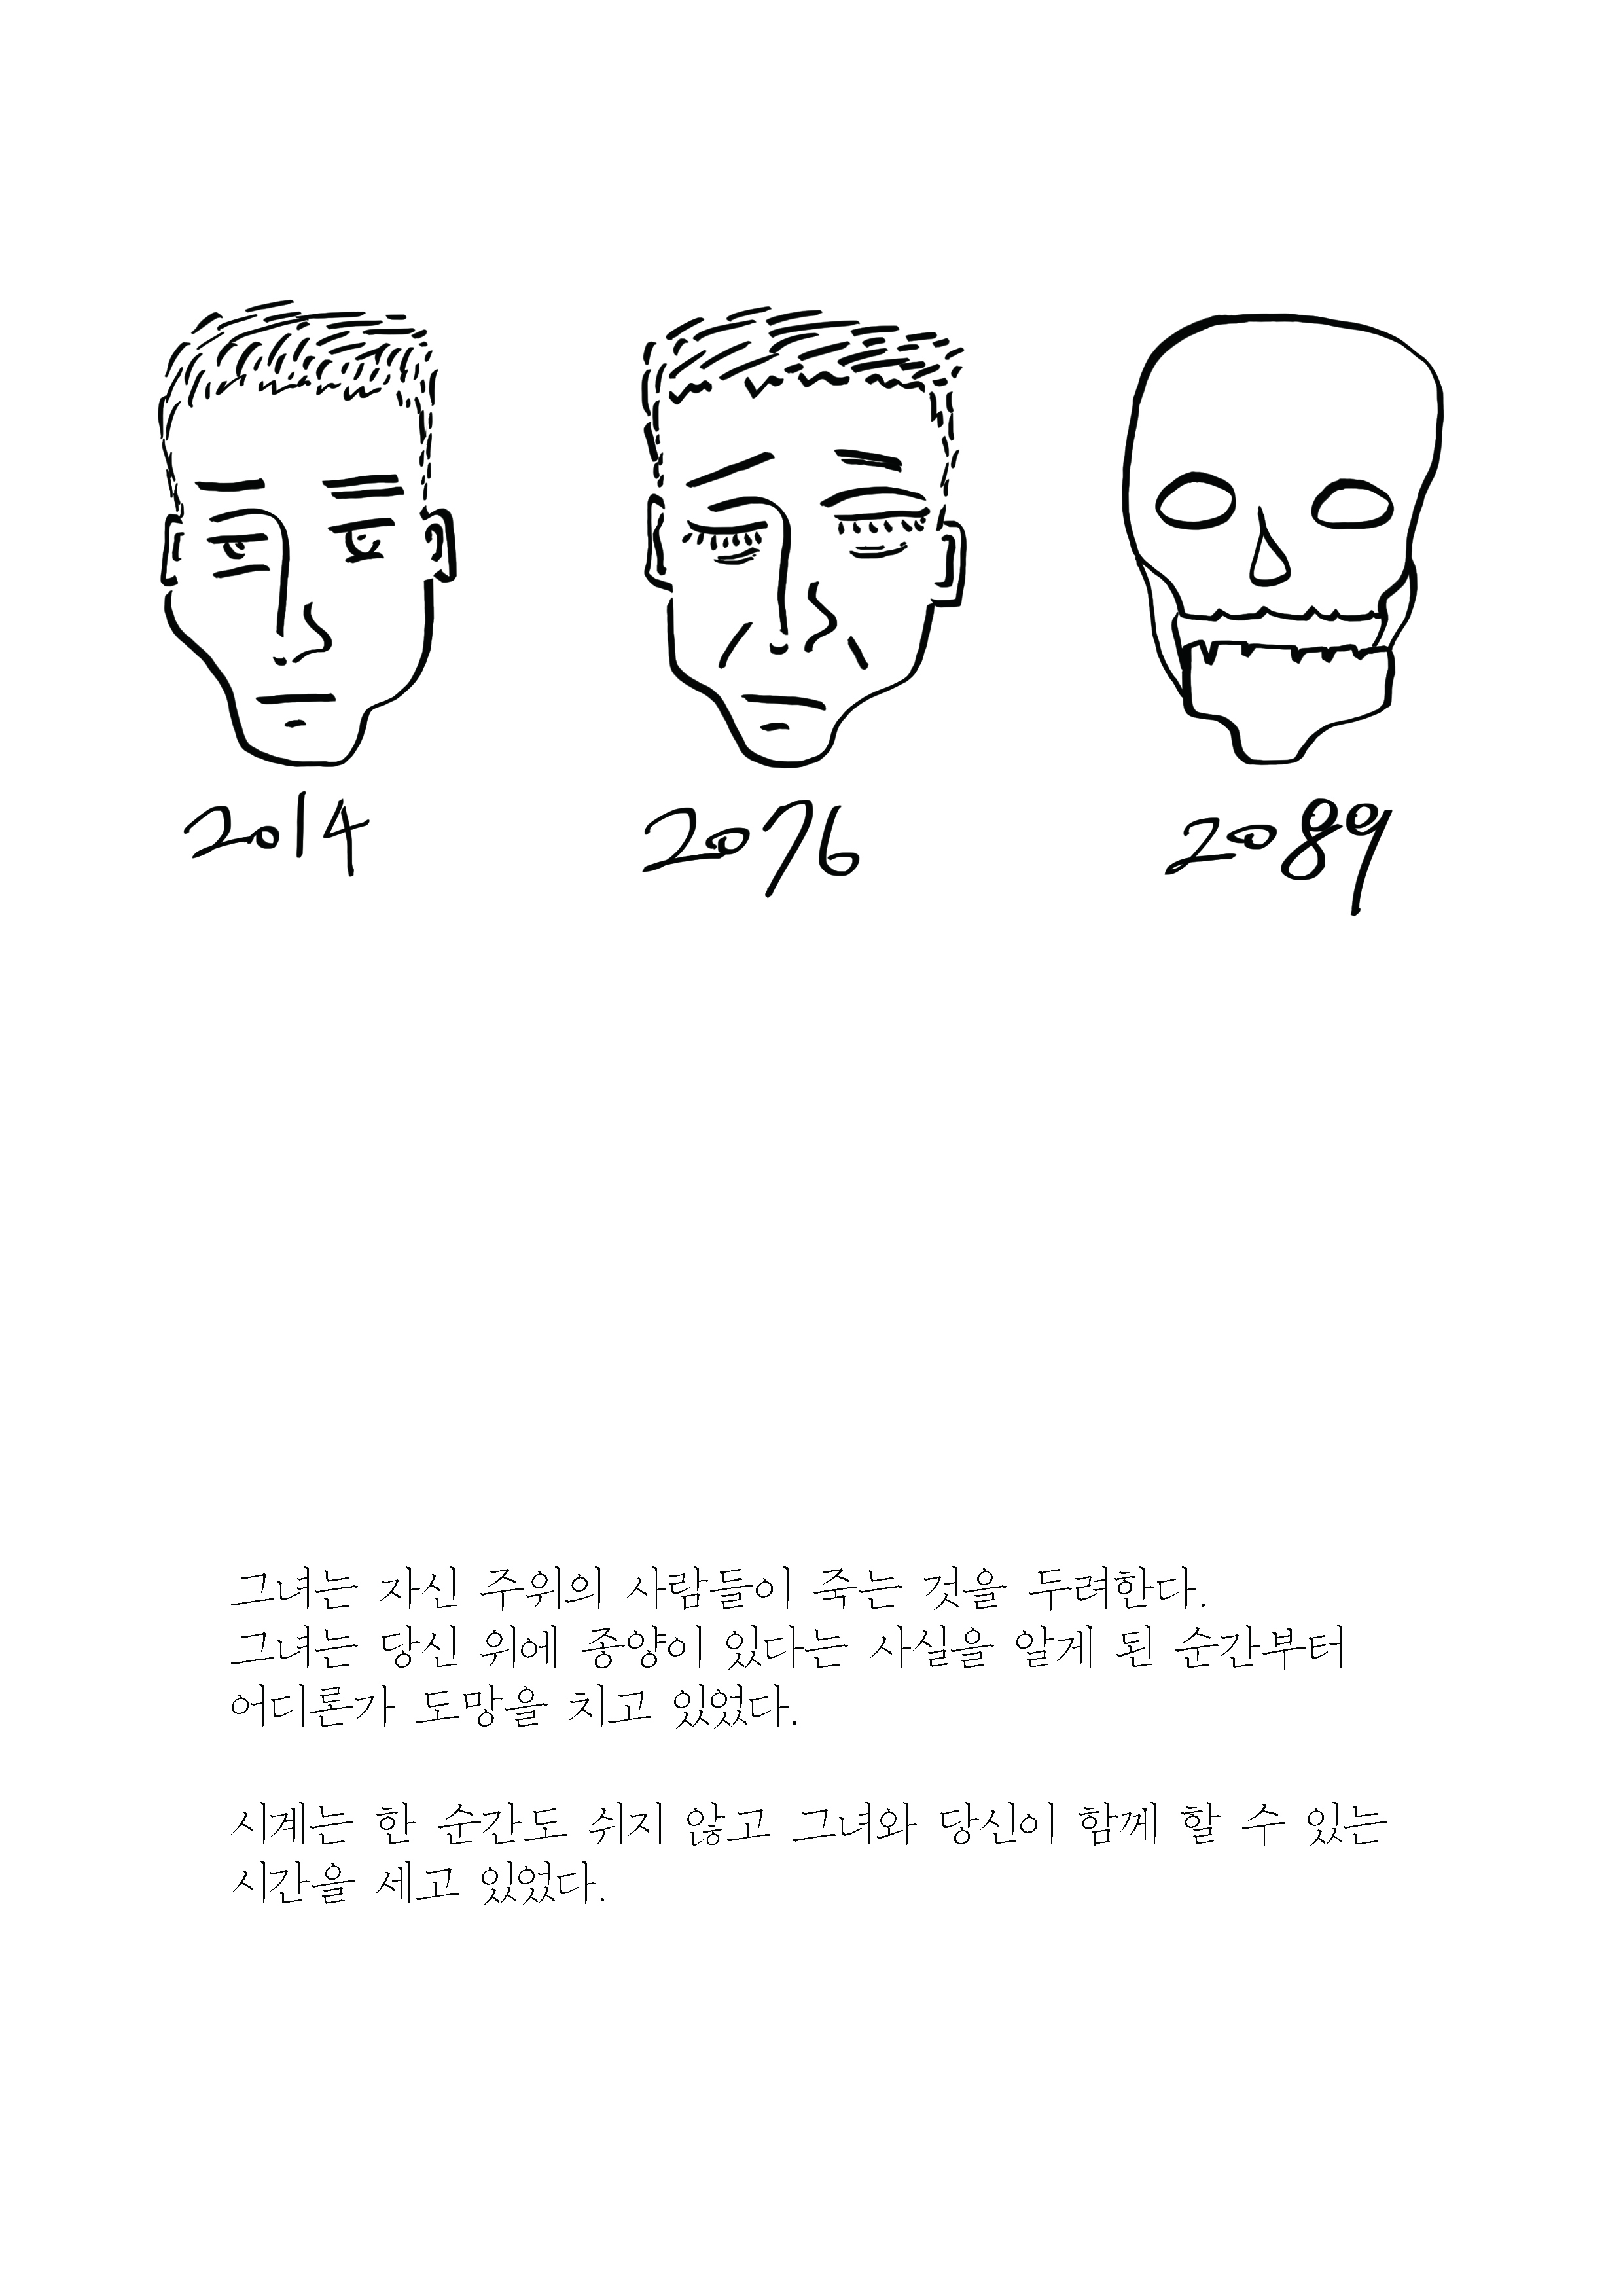 2014 2076 2089
그녀는 자신 주위의 사람들이 죽는 것을 두려한다.
그녀는 당신 위에 종양이 있다는 사실을 알게 된 순간부터
어디론가 도망을 치고 있었다.
시계는 한 순간도 쉬지 않고 그녀와 당신이 함께 할 수 있는
시간을 세고 있었다.